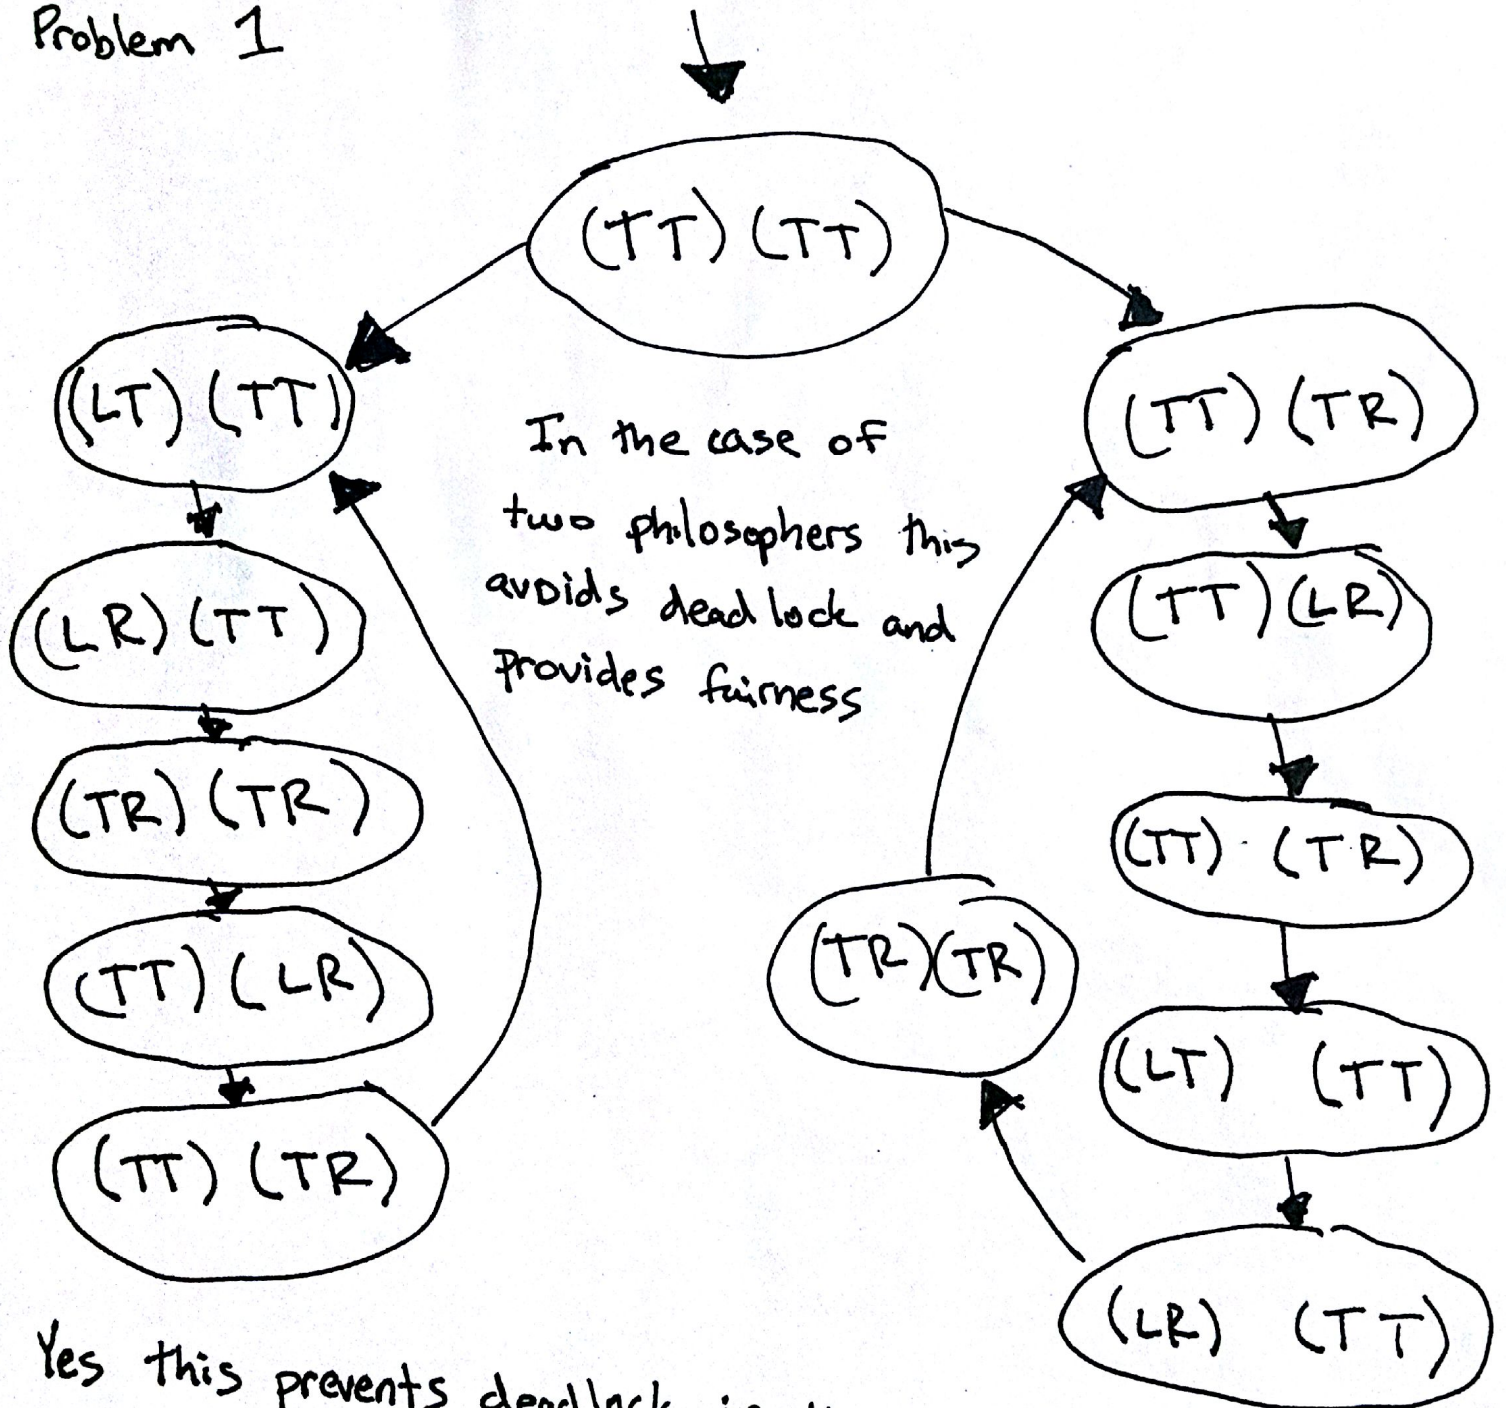 Problem 1
(TT) (TT)
(LT) (TT)
(TT) (TR)
In the case of
two philosophers this
avoids deadlock and
provides fairness
(LR) (TT)
(TT) (LR)
(TR) (TR)
(TT) (TR)
(TT) (LR)
(TR) (TR)
(LT) (TT)
(TT) (TR)
(LR) (TT)
Yes this prevents deadlock